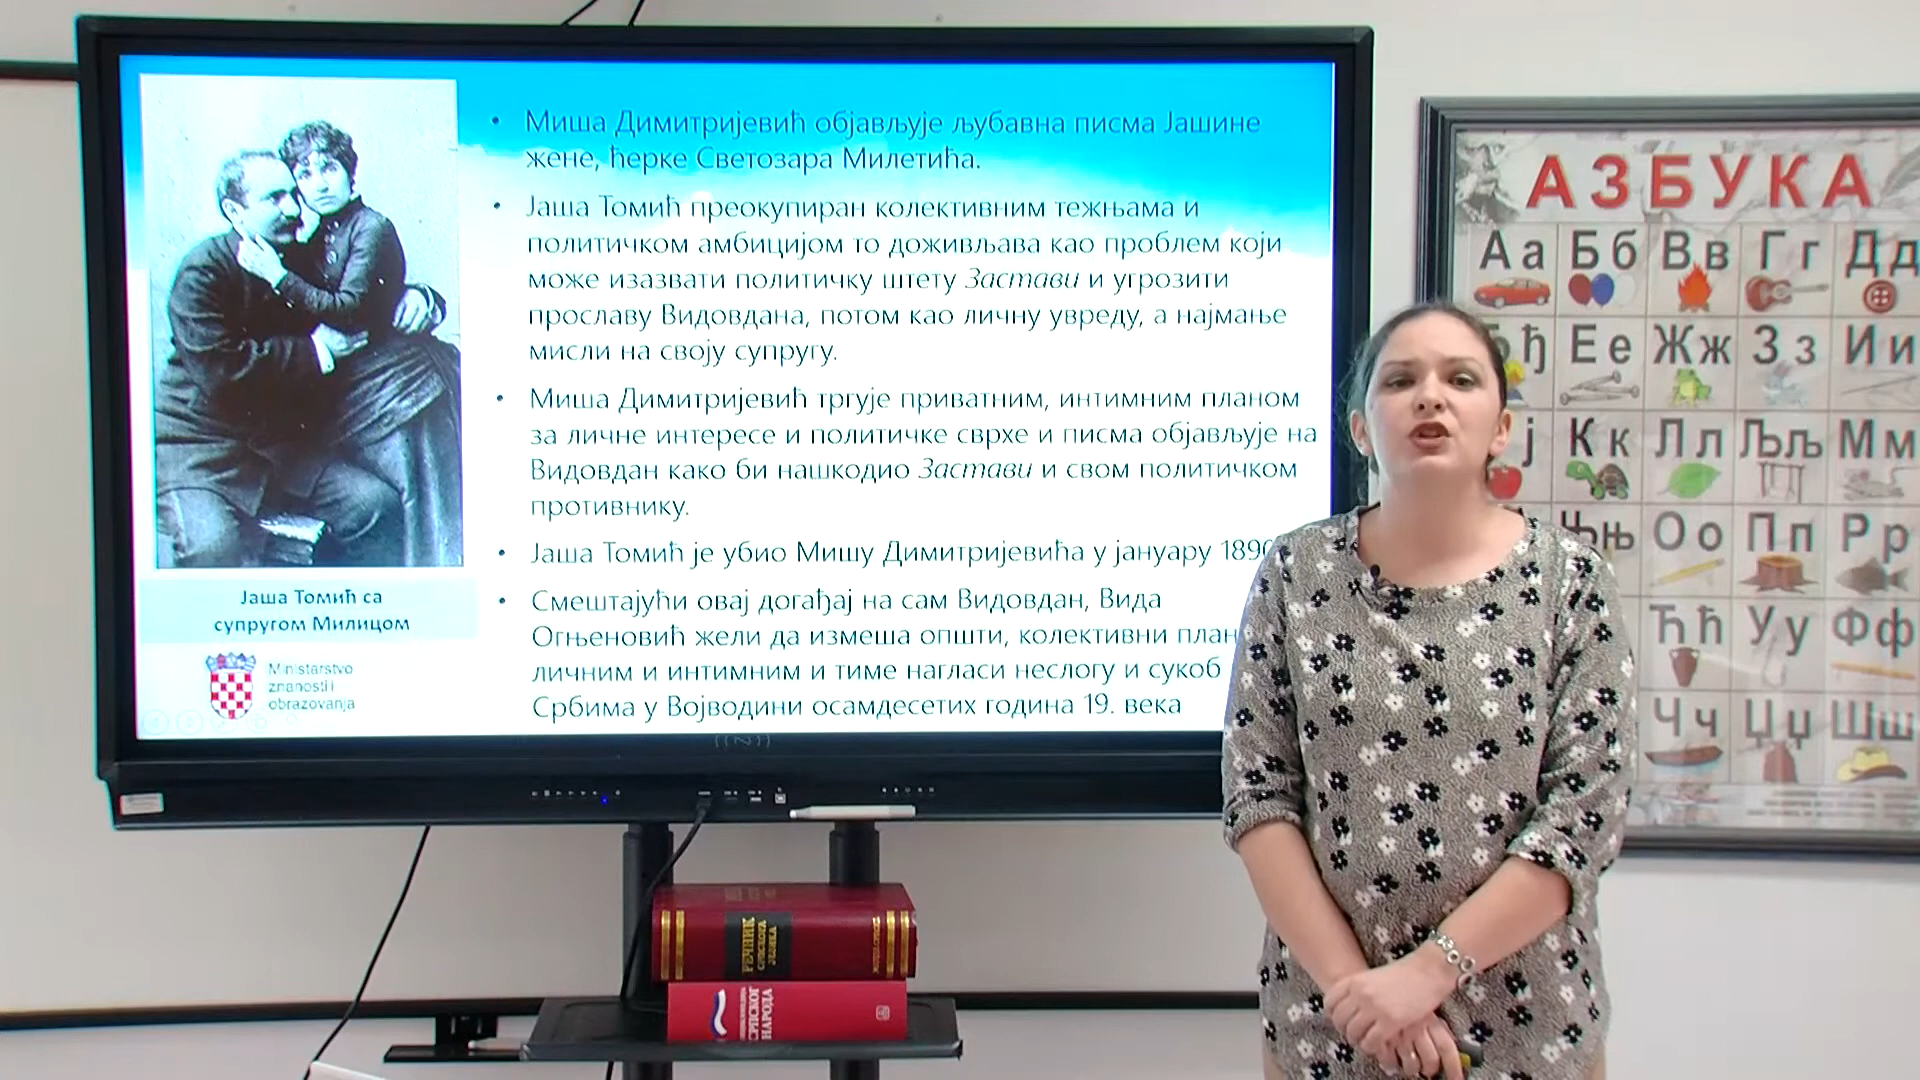 Миша Димитријевић објављује љубавна писма Јашине
жене, ћерке Светозара Милетића.
Јаша Томић преокупиран колективним тежњама и
политичком амбицијом то доживљава као проблем који
може изазвати политичку штету Застави и угрозити
прославу Видовдана, потом као личну увреду, а најмање
мисли на своју супругу.
Миша Димитријевић тргује приватним, интимним планом
за личне интересе и политичке сврхе и писма објављује на
Видовдан како би нашкодио Застави и свом политичком
противнику.
Јаша Томић је убио Мишу Димитријевића у јануару 1890
Смештајући овај догађај на сам Видовдан, Вида
Огњеновић жели да измеша општи, колективни план
личним и интимним и тиме нагласи неслогу и сукоб
Србима у Војводини осамдесетих година 19. века
Јаша Томић са
супругом Милицом
Ministarstvo
znanosti i
obrazovanja
АЗБУКА
Аа Бб Вв Гг Дд
ђ Ее Жж Зз Ии
ј Кк Лл Љљ Мм
Њњ Оо Пп Рр
Ћћ Уу Фф
Чч Џџ Шш
РЕЧНИК
СРПСКОГА
ЈЕЗИКА
СРПСКОГ
НАРОДА